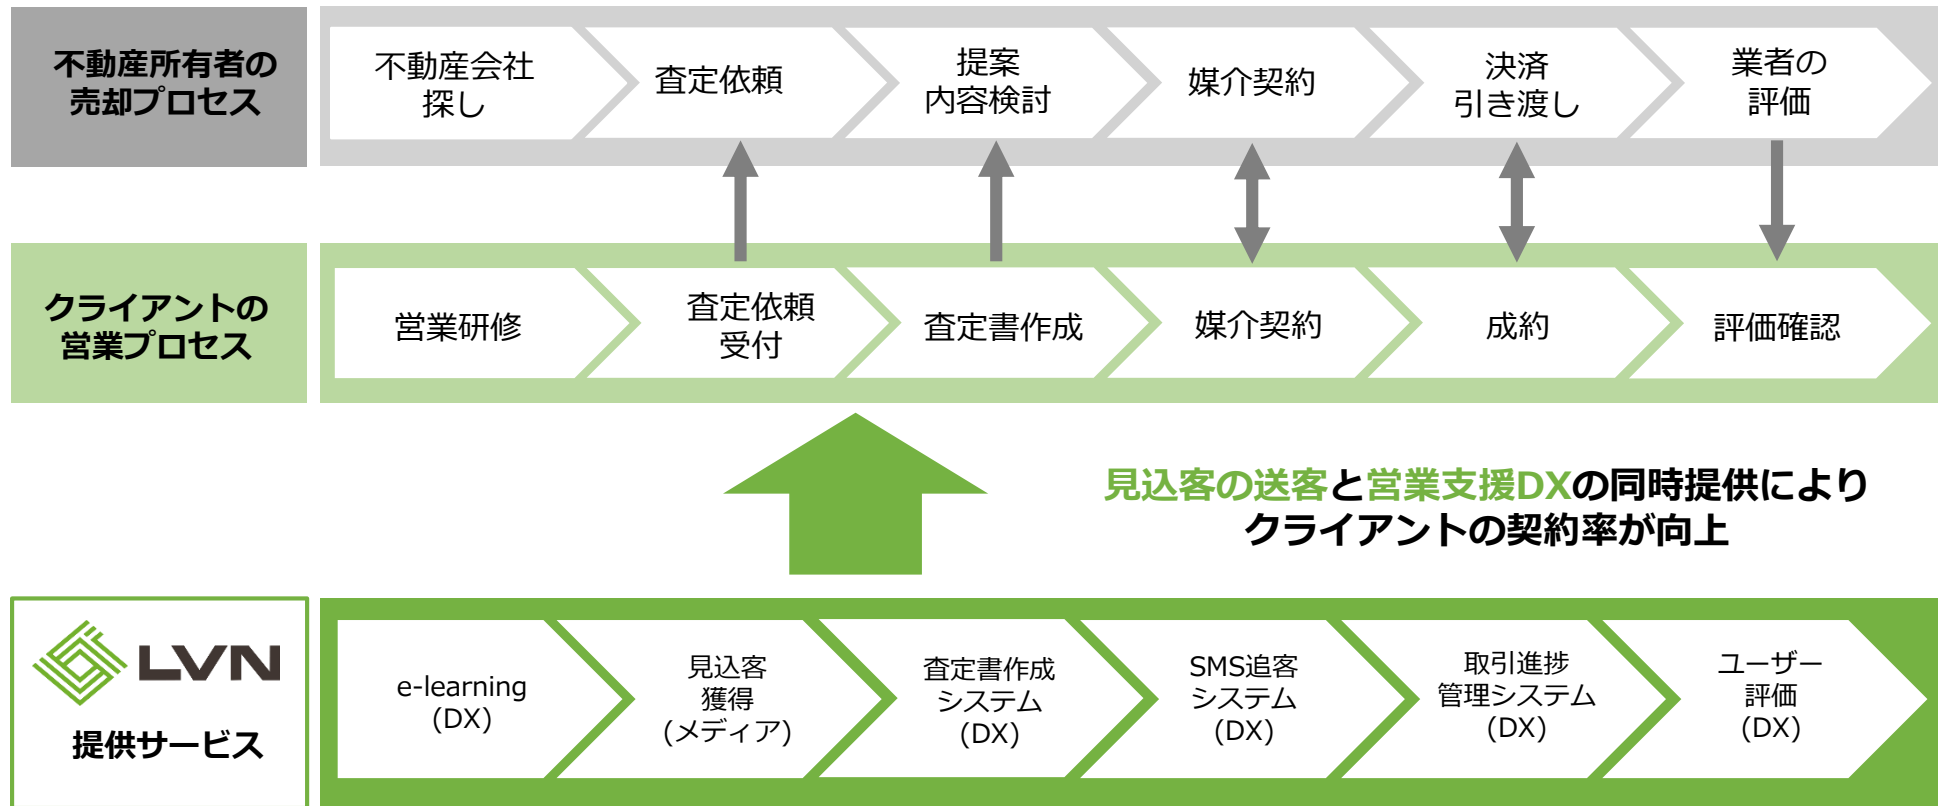 不動産所有者の
売却プロセス
不動産会社
探し
査定依頼
提案
内容検討
媒介契約
決済
引き渡し
業者の
評価
クライアントの
営業プロセス
営業研修
査定依頼
受付
査定書作成
媒介契約
成約
評価確認
見込客の送客と営業支援DXの同時提供により
クライアントの契約率が向上
LVN
提供サービス
e-learning
(DX)
見込客
獲得
(メディア)
査定書作成
システム
(DX)
SMS追客
システム
(DX)
取引進捗
管理システム
(DX)
ユーザー
評価
(DX)